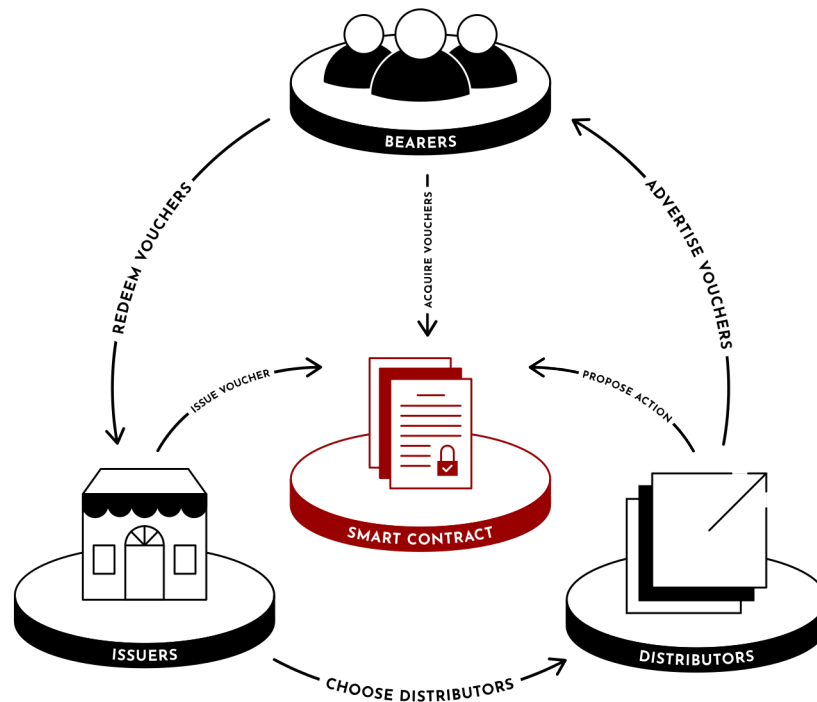 BEARERS
REDEEM VOUCHERS
ACQUIRE VOUCHERS
ADVERTISE VOUCHERS
ISSUE VOUCHER
PROPOSE ACTION
SMART CONTRACT
ISSUERS
DISTRIBUTORS
CHOOSE DISTRIBUTORS